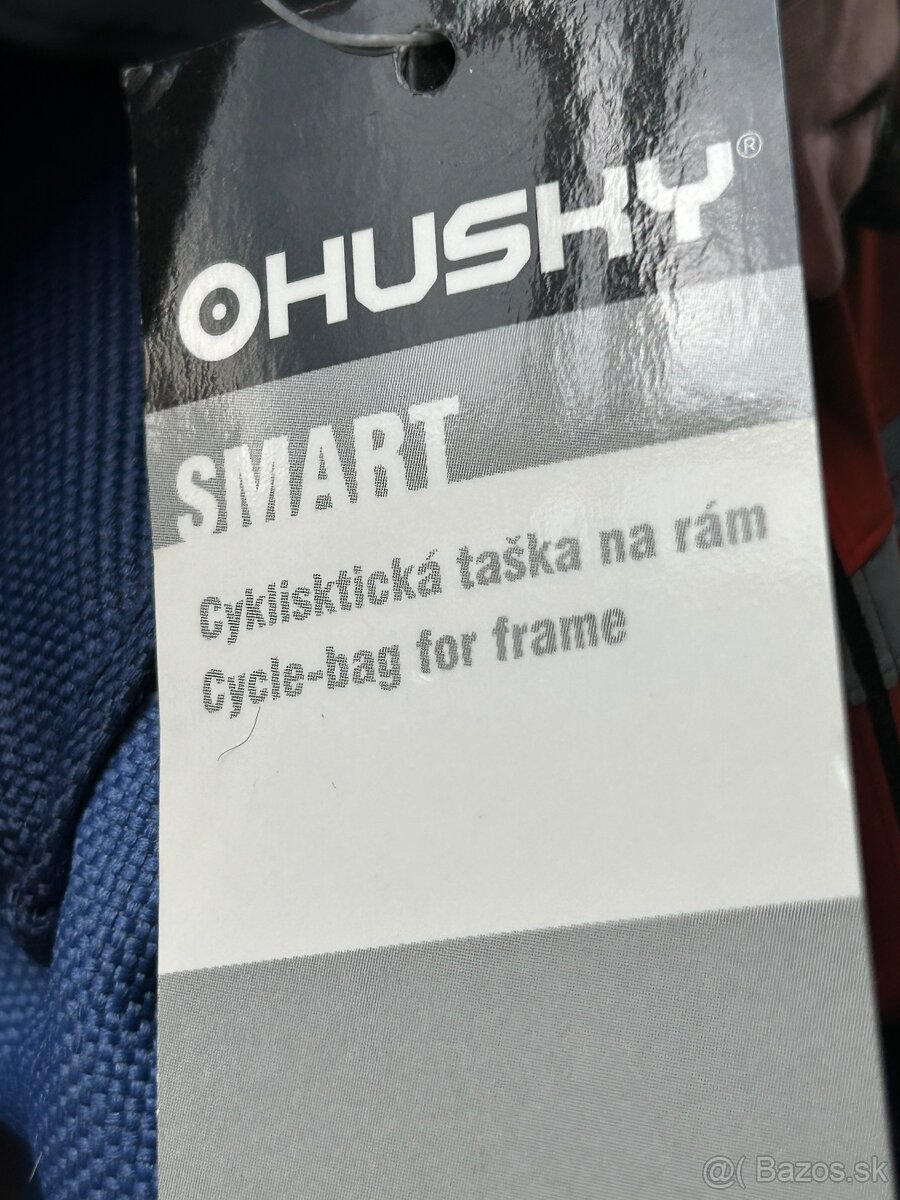 HUSKY®
SMART
Cyklisktická taška na rám
Cycle-bag for frame
@( Bazos.sk